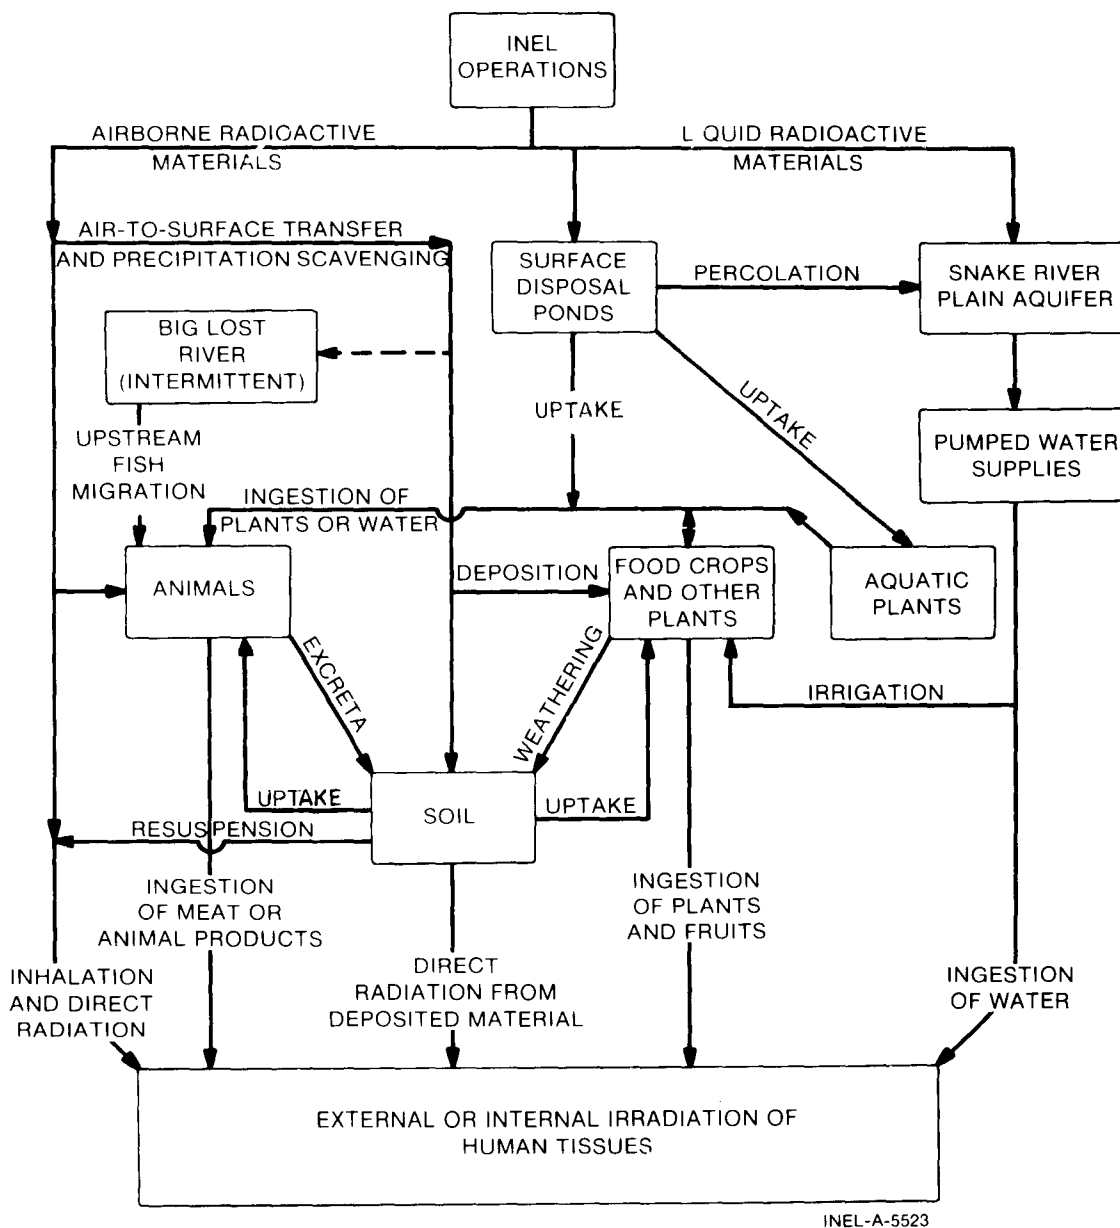 INEL
OPERATIONS
AIRBORNE RADIOACTIVE
MATERIALS
L QUID RADIOACTIVE
MATERIALS
AIR-TO-SURFACE TRANSFER
AND PRECIPITATION SCAVENGING
SURFACE
DISPOSAL
PONDS
PERCOLATION
SNAKE RIVER
PLAIN AQUIFER
BIG LOST
RIVER
(INTERMITTENT)
UPTAKE
UPTAKE
PUMPED WATER
SUPPLIES
UPSTREAM
FISH
MIGRATION
INGESTION OF
PLANTS OR WATER
ANIMALS
DEPOSITION
FOOD CROPS
AND OTHER
PLANTS
AQUATIC
PLANTS
EXCRETA
WEATHERING
IRRIGATION
UPTAKE
SOIL
UPTAKE
RESUSPENSION
INGESTION
OF MEAT OR
ANIMAL PRODUCTS
INGESTION
OF PLANTS
AND FRUITS
INHALATION
AND DIRECT
RADIATION
DIRECT
RADIATION FROM
DEPOSITED MATERIAL
INGESTION
OF WATER
EXTERNAL OR INTERNAL IRRADIATION OF
HUMAN TISSUES
INEL-A-5523